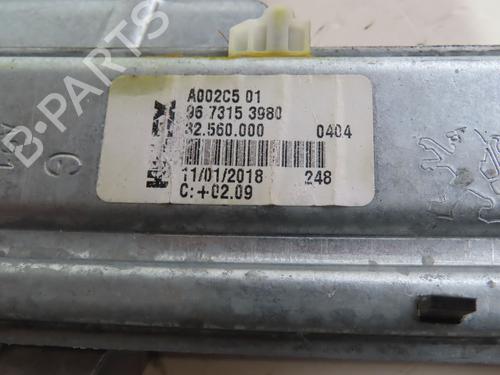 A002C5 01
96 7315 3980
32.560.000 0404
11/01/2018 248
C:+02.09
B-PARTS